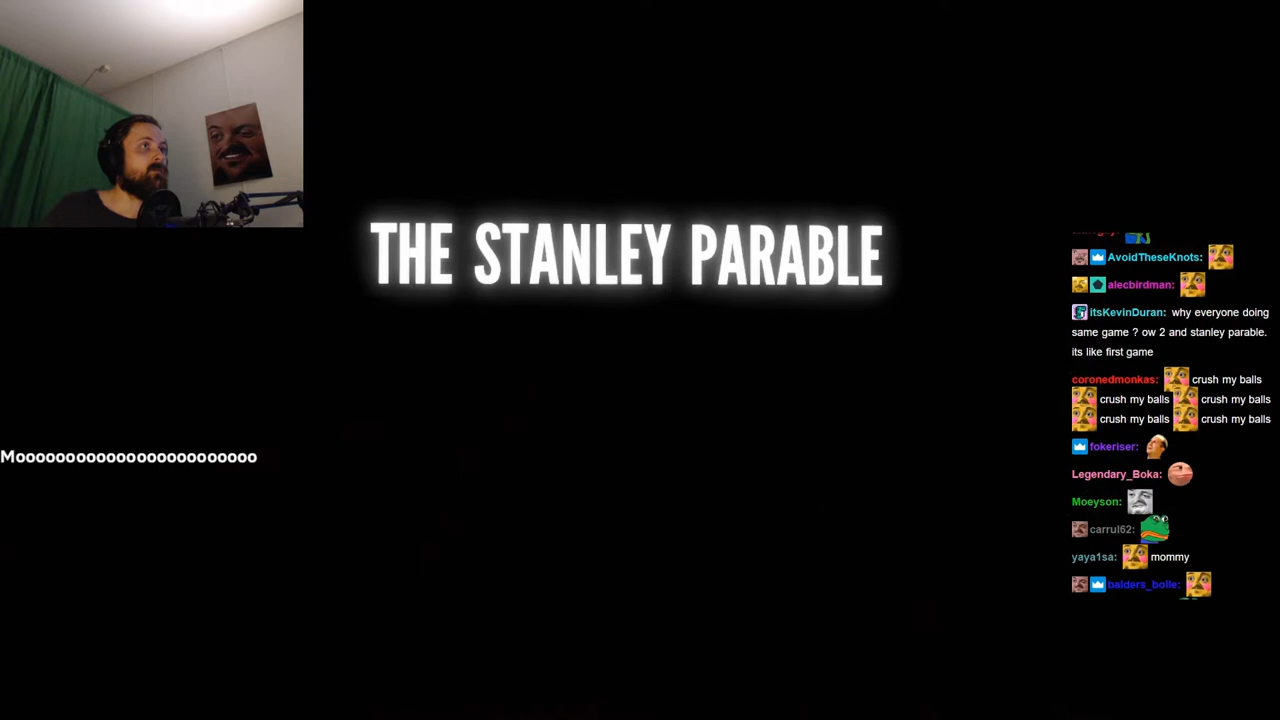 THE STANLEY PARABLE
Mooooooooooooooooooooooooo
AvoidTheseKnots:
alecbirdman:
itsKevinDuran: why everyone doing
same game ? ow 2 and stanley parable.
its like first game
coronedmonkas: crush my balls
crush my balls crush my balls
crush my balls crush my balls
fokeriser:
Legendary_Boka:
Moeyson:
carrul62:
yaya1sa: mommy
balders_bolle: